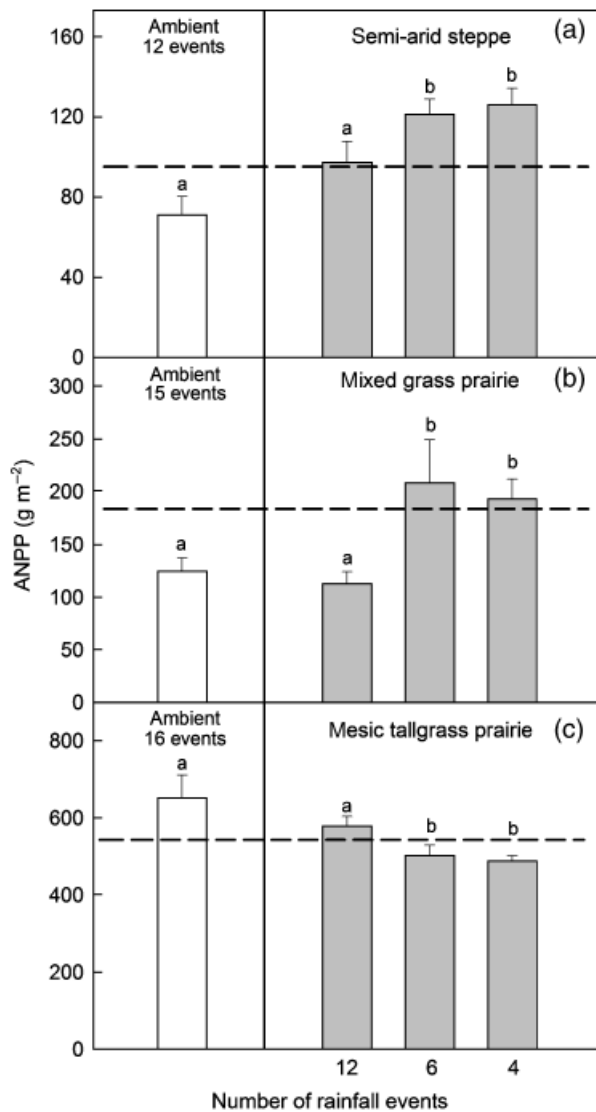 Ambient
12 events
Semi-arid steppe
(a)
160
120
80
40
0
a
a
b
b
Ambient
15 events
Mixed grass prairie
(b)
300
250
200
150
100
50
0
a
a
b
b
ANPP (g m⁻²)
Ambient
16 events
Mesic tallgrass prairie
(c)
800
600
400
200
0
a
a
b
b
12
6
4
Number of rainfall events